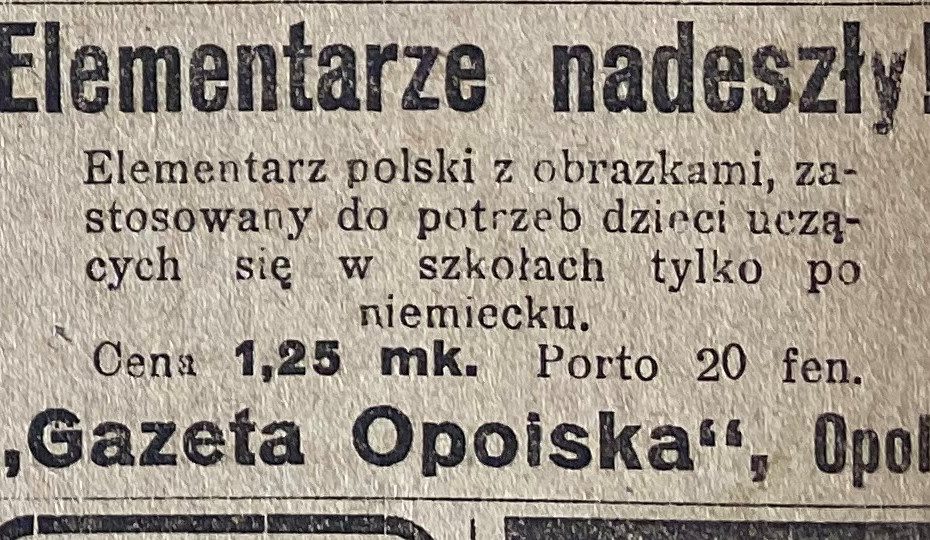 Elementarze nadeszły!
Elementarz polski z obrazkami, za-
stosowany do potrzeb dzieci uczą-
cych się w szkołach tylko po
niemiecku.
Cena 1,25 mk. Porto 20 fen.
„Gazeta Opolska“, Opol